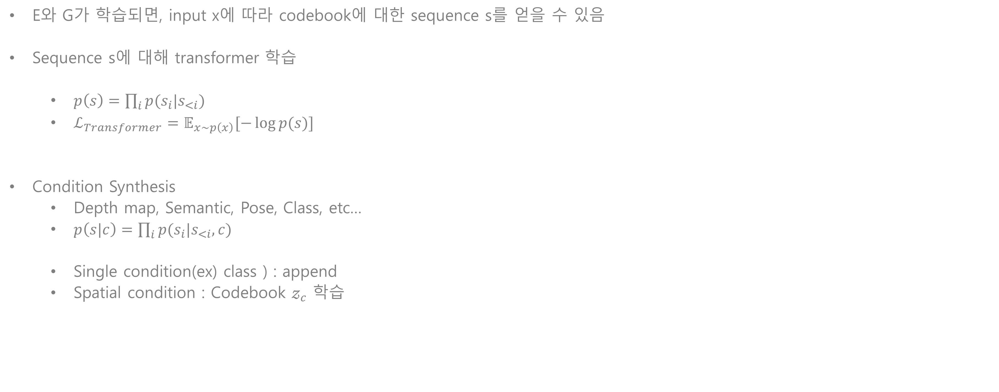 • E와 G가 학습되면, input x에 따라 codebook에 대한 sequence s를 얻을 수 있음
• Sequence s에 대해 transformer 학습
• $p(s) = \prod_i p(s_i|s_{<i})$
• $\mathcal{L}_{Transformer} = \mathbb{E}_{x \sim p(x)}[-\log p(s)]$
• Condition Synthesis
• Depth map, Semantic, Pose, Class, etc…
• $p(s|c) = \prod_i p(s_i|s_{<i}, c)$
• Single condition(ex) class ) : append
• Spatial condition : Codebook $z_c$ 학습